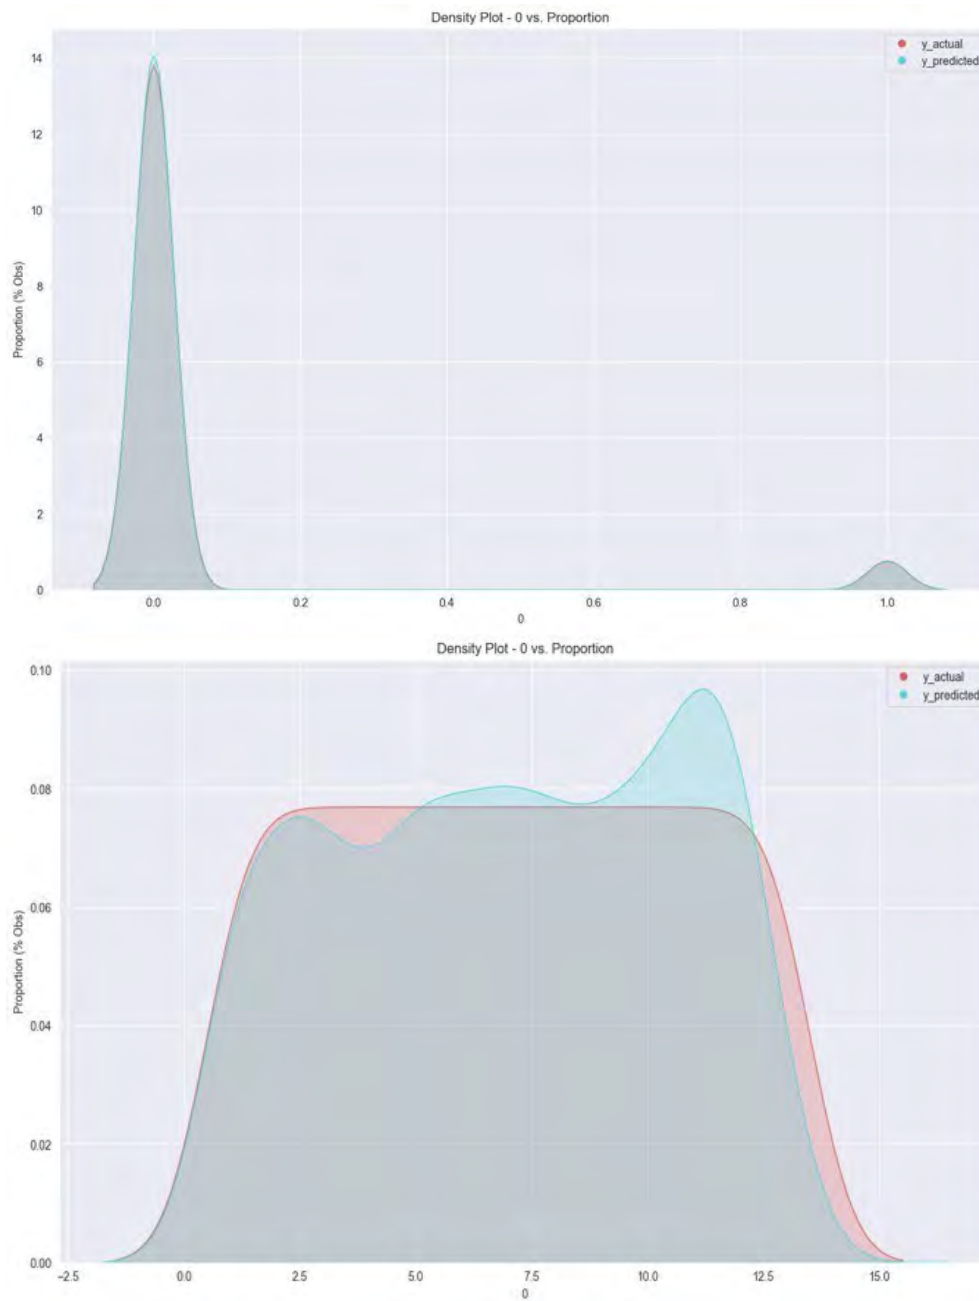 Density Plot - 0 vs. Proportion
y_actual
y_predicted
14
12
10
8
6
4
2
0
Proportion (% Obs)
0.0 0.2 0.4 0.6 0.8 1.0
0
Density Plot - 0 vs. Proportion
y_actual
y_predicted
0.10
0.08
0.06
0.04
0.02
0.00
Proportion (% Obs)
−2.5 0.0 2.5 5.0 7.5 10.0 12.5 15.0
0